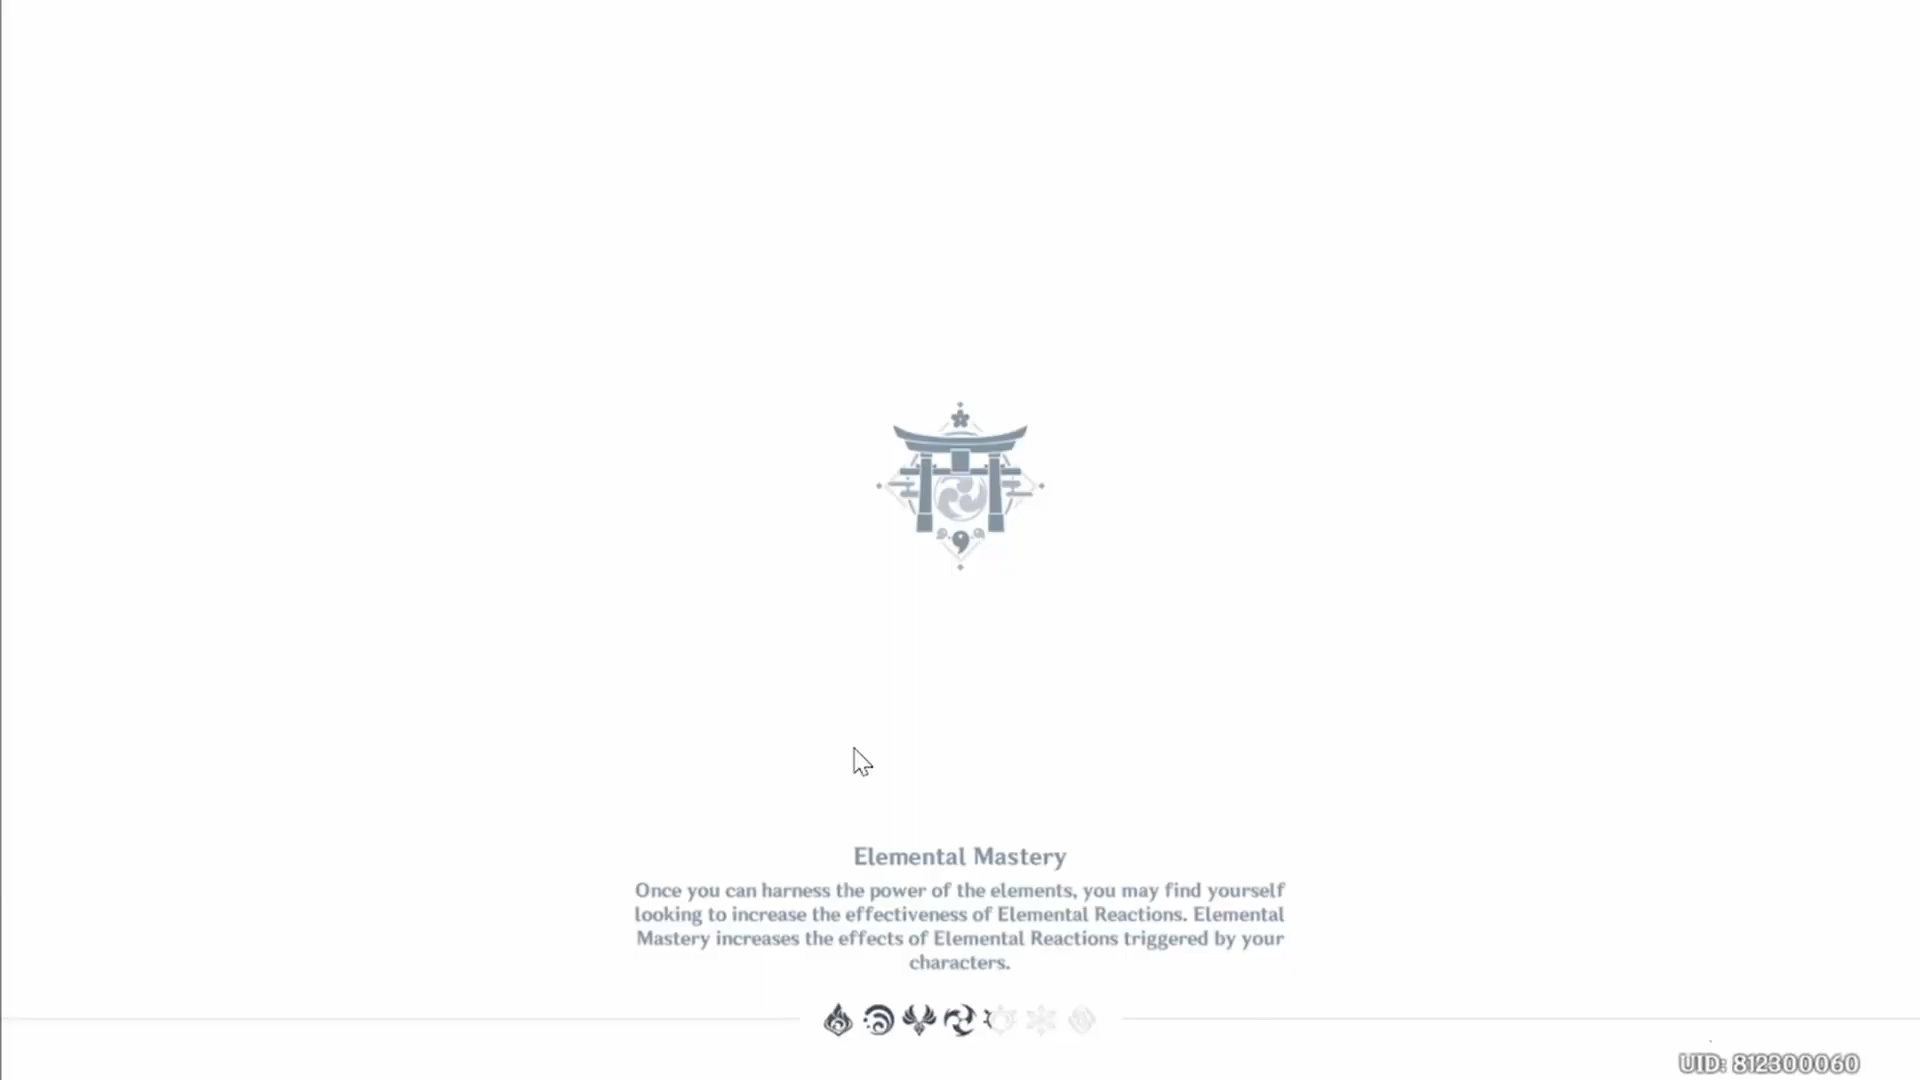 Elemental Mastery
Once you can harness the power of the elements, you may find yourself
looking to increase the effectiveness of Elemental Reactions. Elemental
Mastery increases the effects of Elemental Reactions triggered by your
characters.
UID: 812300060